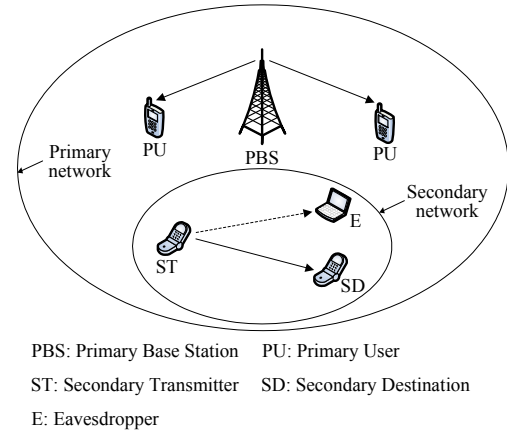 PU
PBS
PU
Primary
network
Secondary
network
E
ST
SD
PBS: Primary Base Station PU: Primary User
ST: Secondary Transmitter SD: Secondary Destination
E: Eavesdropper